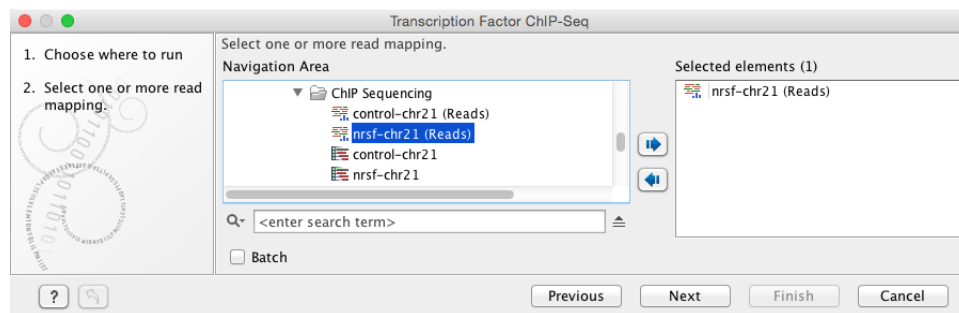 Transcription Factor ChIP-Seq
1. Choose where to run
2. Select one or more read
mapping.
Select one or more read mapping.
Navigation Area
ChIP Sequencing
control-chr21 (Reads)
nrsf-chr21 (Reads)
control-chr21
nrsf-chr21
<enter search term>
Batch
Selected elements (1)
nrsf-chr21 (Reads)
?
Previous
Next
Finish
Cancel